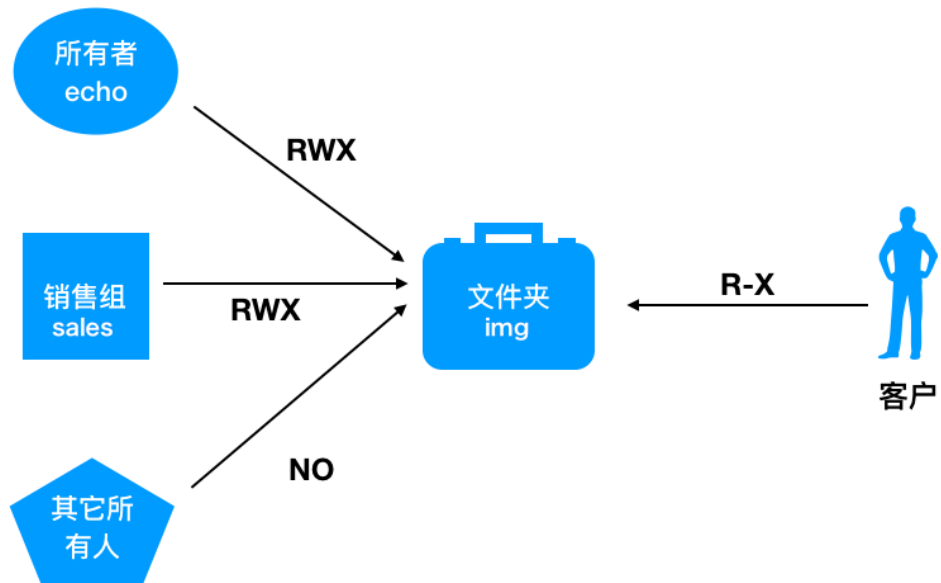 所有者
echo
RWX
销售组
sales
RWX
文件夹
img
R-X
客户
NO
其它所
有人